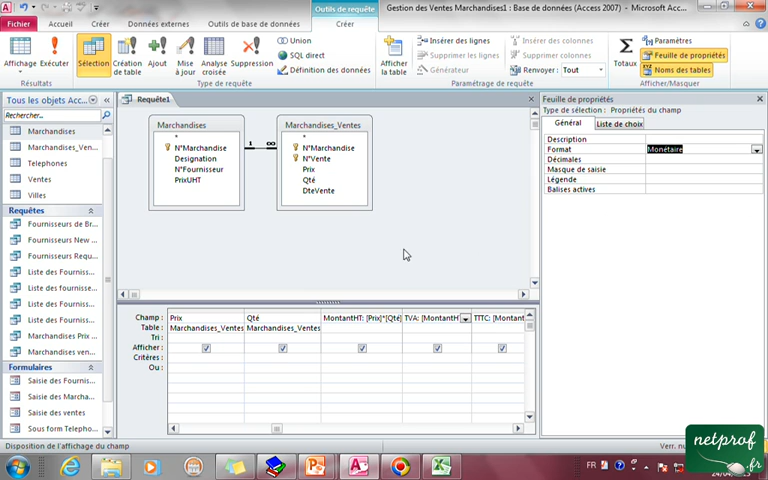 Outils de requête
Gestion des Ventes Marchandises1 : Base de données (Access 2007) - Microsoft Acc...
Fichier
Accueil
Créer
Données externes
Outils de base de données
Créer
Affichage
Exécuter
Résultats
Sélection
Création de table
Ajout
Mise à jour
Analyse croisée
Suppression
Union
SQL direct
Définition des données
Type de requête
Afficher la table
Insérer des lignes
Supprimer les lignes
Générateur
Insérer des colonnes
Supprimer colonnes
Renvoyer : Tout
Paramétrage de requête
Totaux
Paramètres
Feuille de propriétés
Noms des tables
Afficher/Masquer
Tous les objets Acc...
Rechercher...
Marchandises
Marchandises_Ven...
Telephones
Ventes
Villes
Requêtes
Fournisseurs de Br...
Fournisseurs New ...
Fournisseurs Requ...
Liste des Fourniss...
Liste des fournisse...
Liste des Fourniss...
Liste des Fourniss...
Marchandises Prix ...
Marchandises ven...
Formulaires
Saisie des Fournis...
Saisie des Marcha...
Saisie des ventes
Sous form Telepho...
Requête1
Marchandises
*
N°Marchandise
Designation
N°Fournisseur
PrixUHT
1
∞
Marchandises_Ventes
*
N°Marchandise
N°Vente
Prix
Qté
DteVente
Champ :
Prix
Qté
MontantHT: [Prix]*[Qté]
TVA: [MontantH
TTTC: [Montant
Table :
Marchandises_Ventes
Marchandises_Ventes
Tri :
Afficher :
Critères :
Ou :
Feuille de propriétés
Type de sélection : Propriétés du champ
Général
Liste de choix
Description
Format
Monétaire
Décimales
Masque de saisie
Légende
Balises actives
Disposition de l'affichage du champ
Verr. nu
FR
netprof
.fr